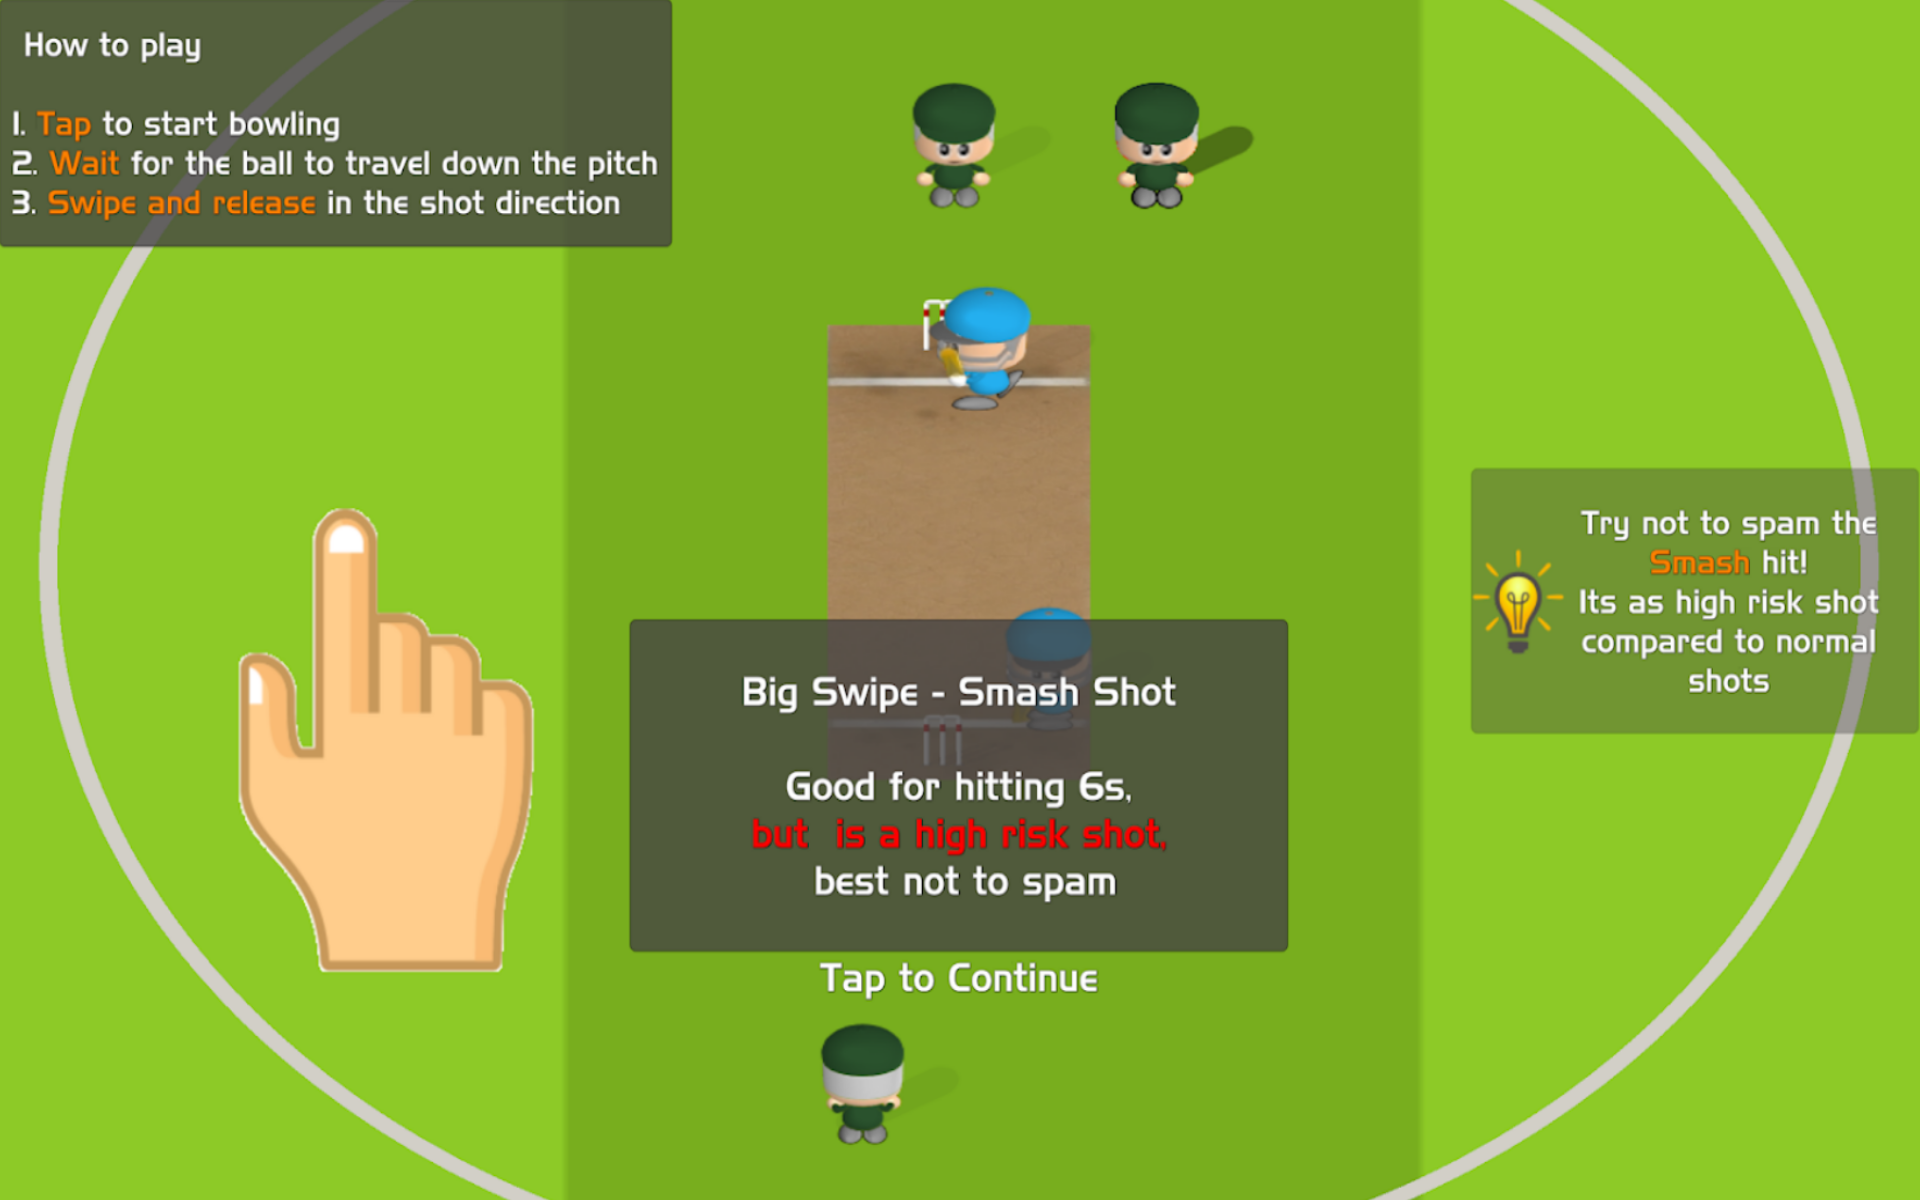 How to play
1. Tap to start bowling
2. Wait for the ball to travel down the pitch
3. Swipe and release in the shot direction
Try not to spam the
Smash hit!
Its as high risk shot
compared to normal
shots
Big Swipe - Smash Shot
Good for hitting 6s,
but  is a high risk shot,
best not to spam
Tap to Continue